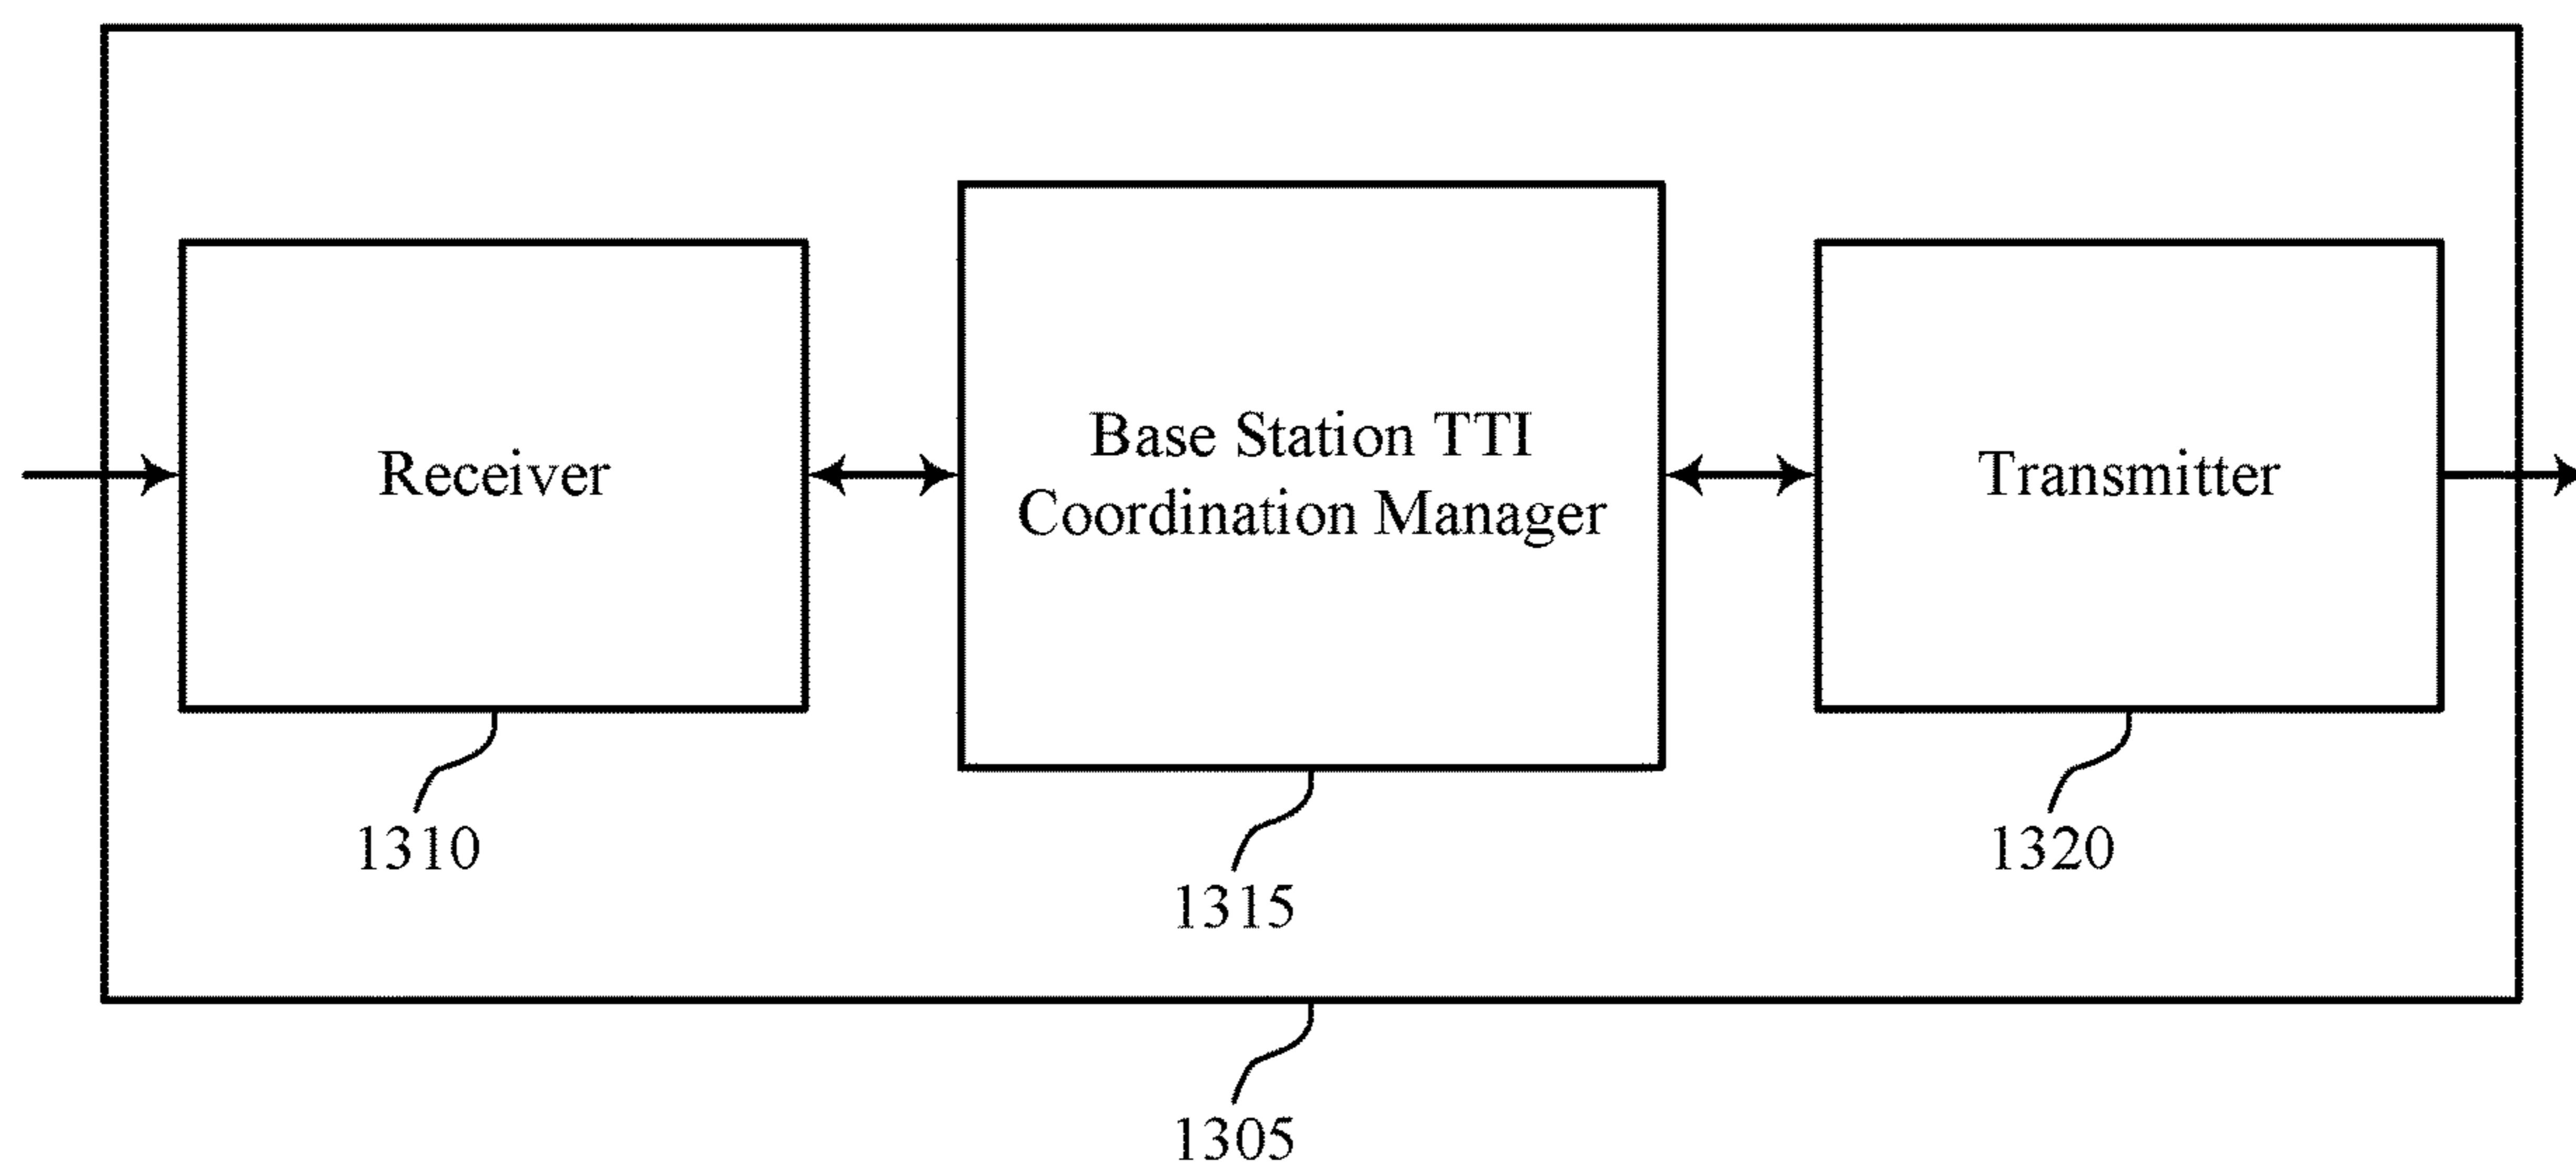 Receiver
Base Station TTI
Coordination Manager
Transmitter
1310
1315
1320
1305